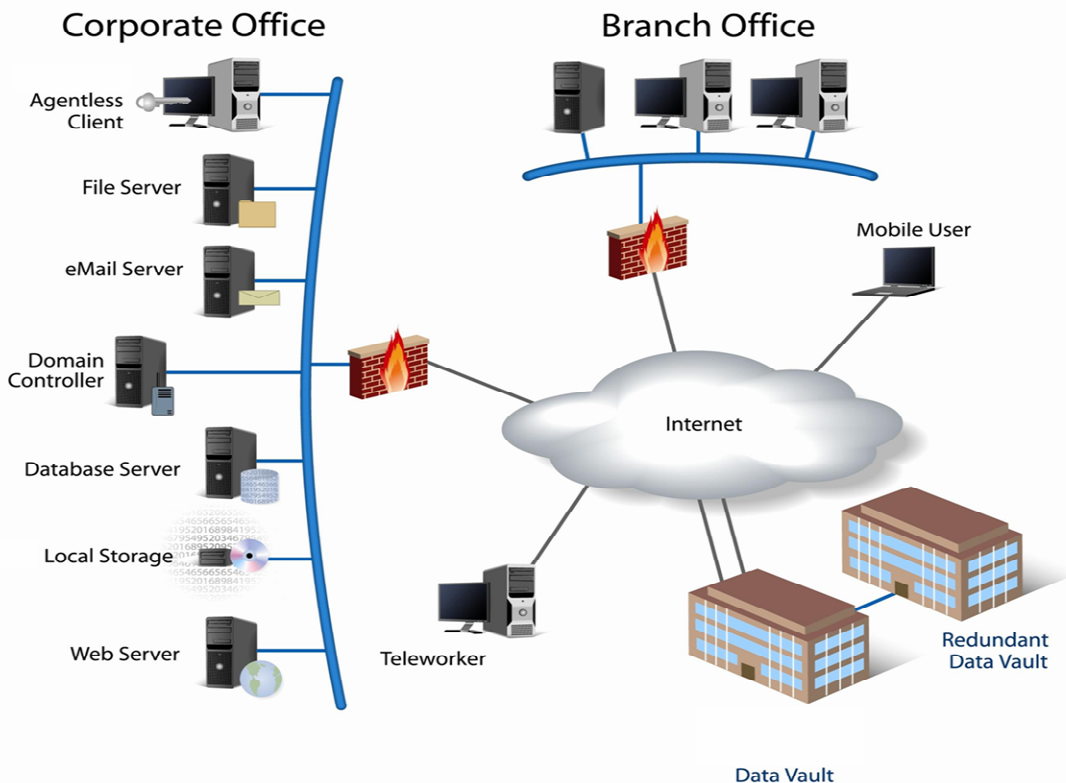 Corporate Office
Branch Office
Agentless
Client
File Server
eMail Server
Domain
Controller
Database Server
Local Storage
Web Server
Mobile User
Internet
Teleworker
Redundant
Data Vault
Data Vault